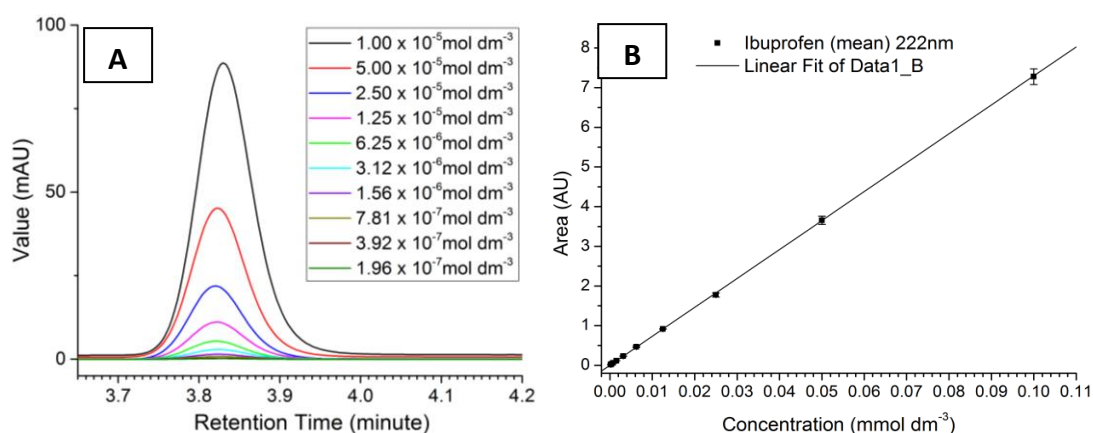 A
100
50
0
Value (mAU)
1.00 x 10⁻⁵mol dm⁻³
5.00 x 10⁻⁵mol dm⁻³
2.50 x 10⁻⁵mol dm⁻³
1.25 x 10⁻⁵mol dm⁻³
6.25 x 10⁻⁶mol dm⁻³
3.12 x 10⁻⁶mol dm⁻³
1.56 x 10⁻⁶mol dm⁻³
7.81 x 10⁻⁷mol dm⁻³
3.92 x 10⁻⁷mol dm⁻³
1.96 x 10⁻⁷mol dm⁻³
3.7 3.8 3.9 4.0 4.1 4.2
Retention Time (minute)
B
Ibuprofen (mean) 222nm
Linear Fit of Data1_B
8
7
6
5
4
3
2
1
0
Area (AU)
0.00 0.01 0.02 0.03 0.04 0.05 0.06 0.07 0.08 0.09 0.10 0.11
Concentration (mmol dm⁻³)